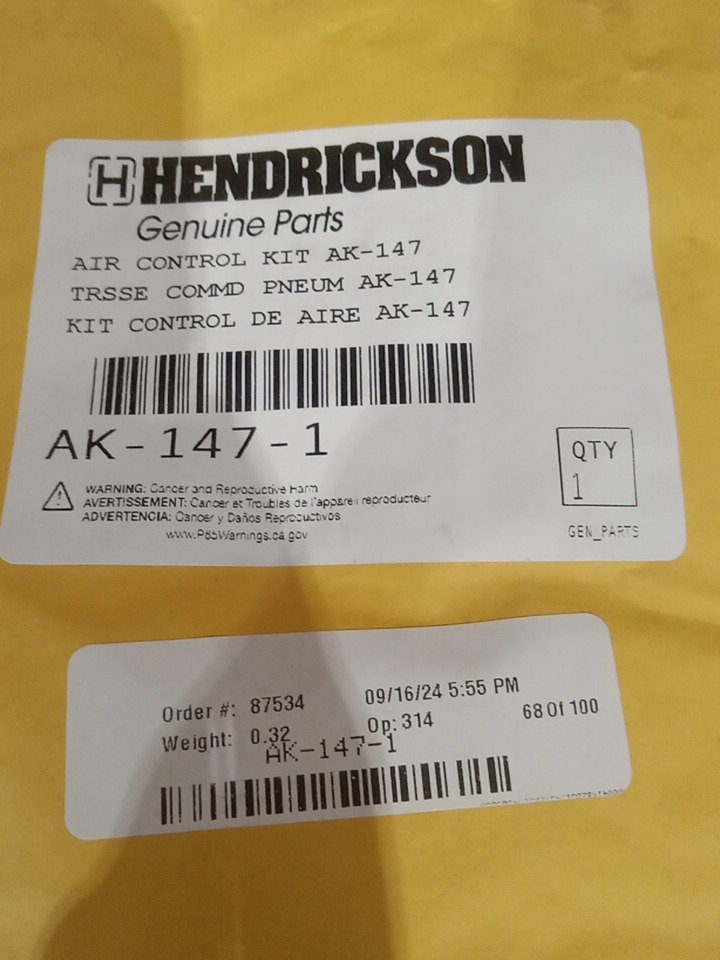 HENDRICKSON
Genuine Parts
AIR CONTROL KIT AK-147
TRSSE COMMD PNEUM AK-147
KIT CONTROL DE AIRE AK-147
AK-147-1
QTY
1
WARNING: Cancer and Reproductive Harm
AVERTISSEMENT: Cancer et Troubles de l'appareil reproducteur
ADVERTENCIA: Cancer y Daños Reproductivos
www.P65Warnings.ca.gov
GEN_PARTS
Order #: 87534 09/16/24 5:55 PM
Weight: 0.32 Op: 314 68 Of 100
AK-147-1